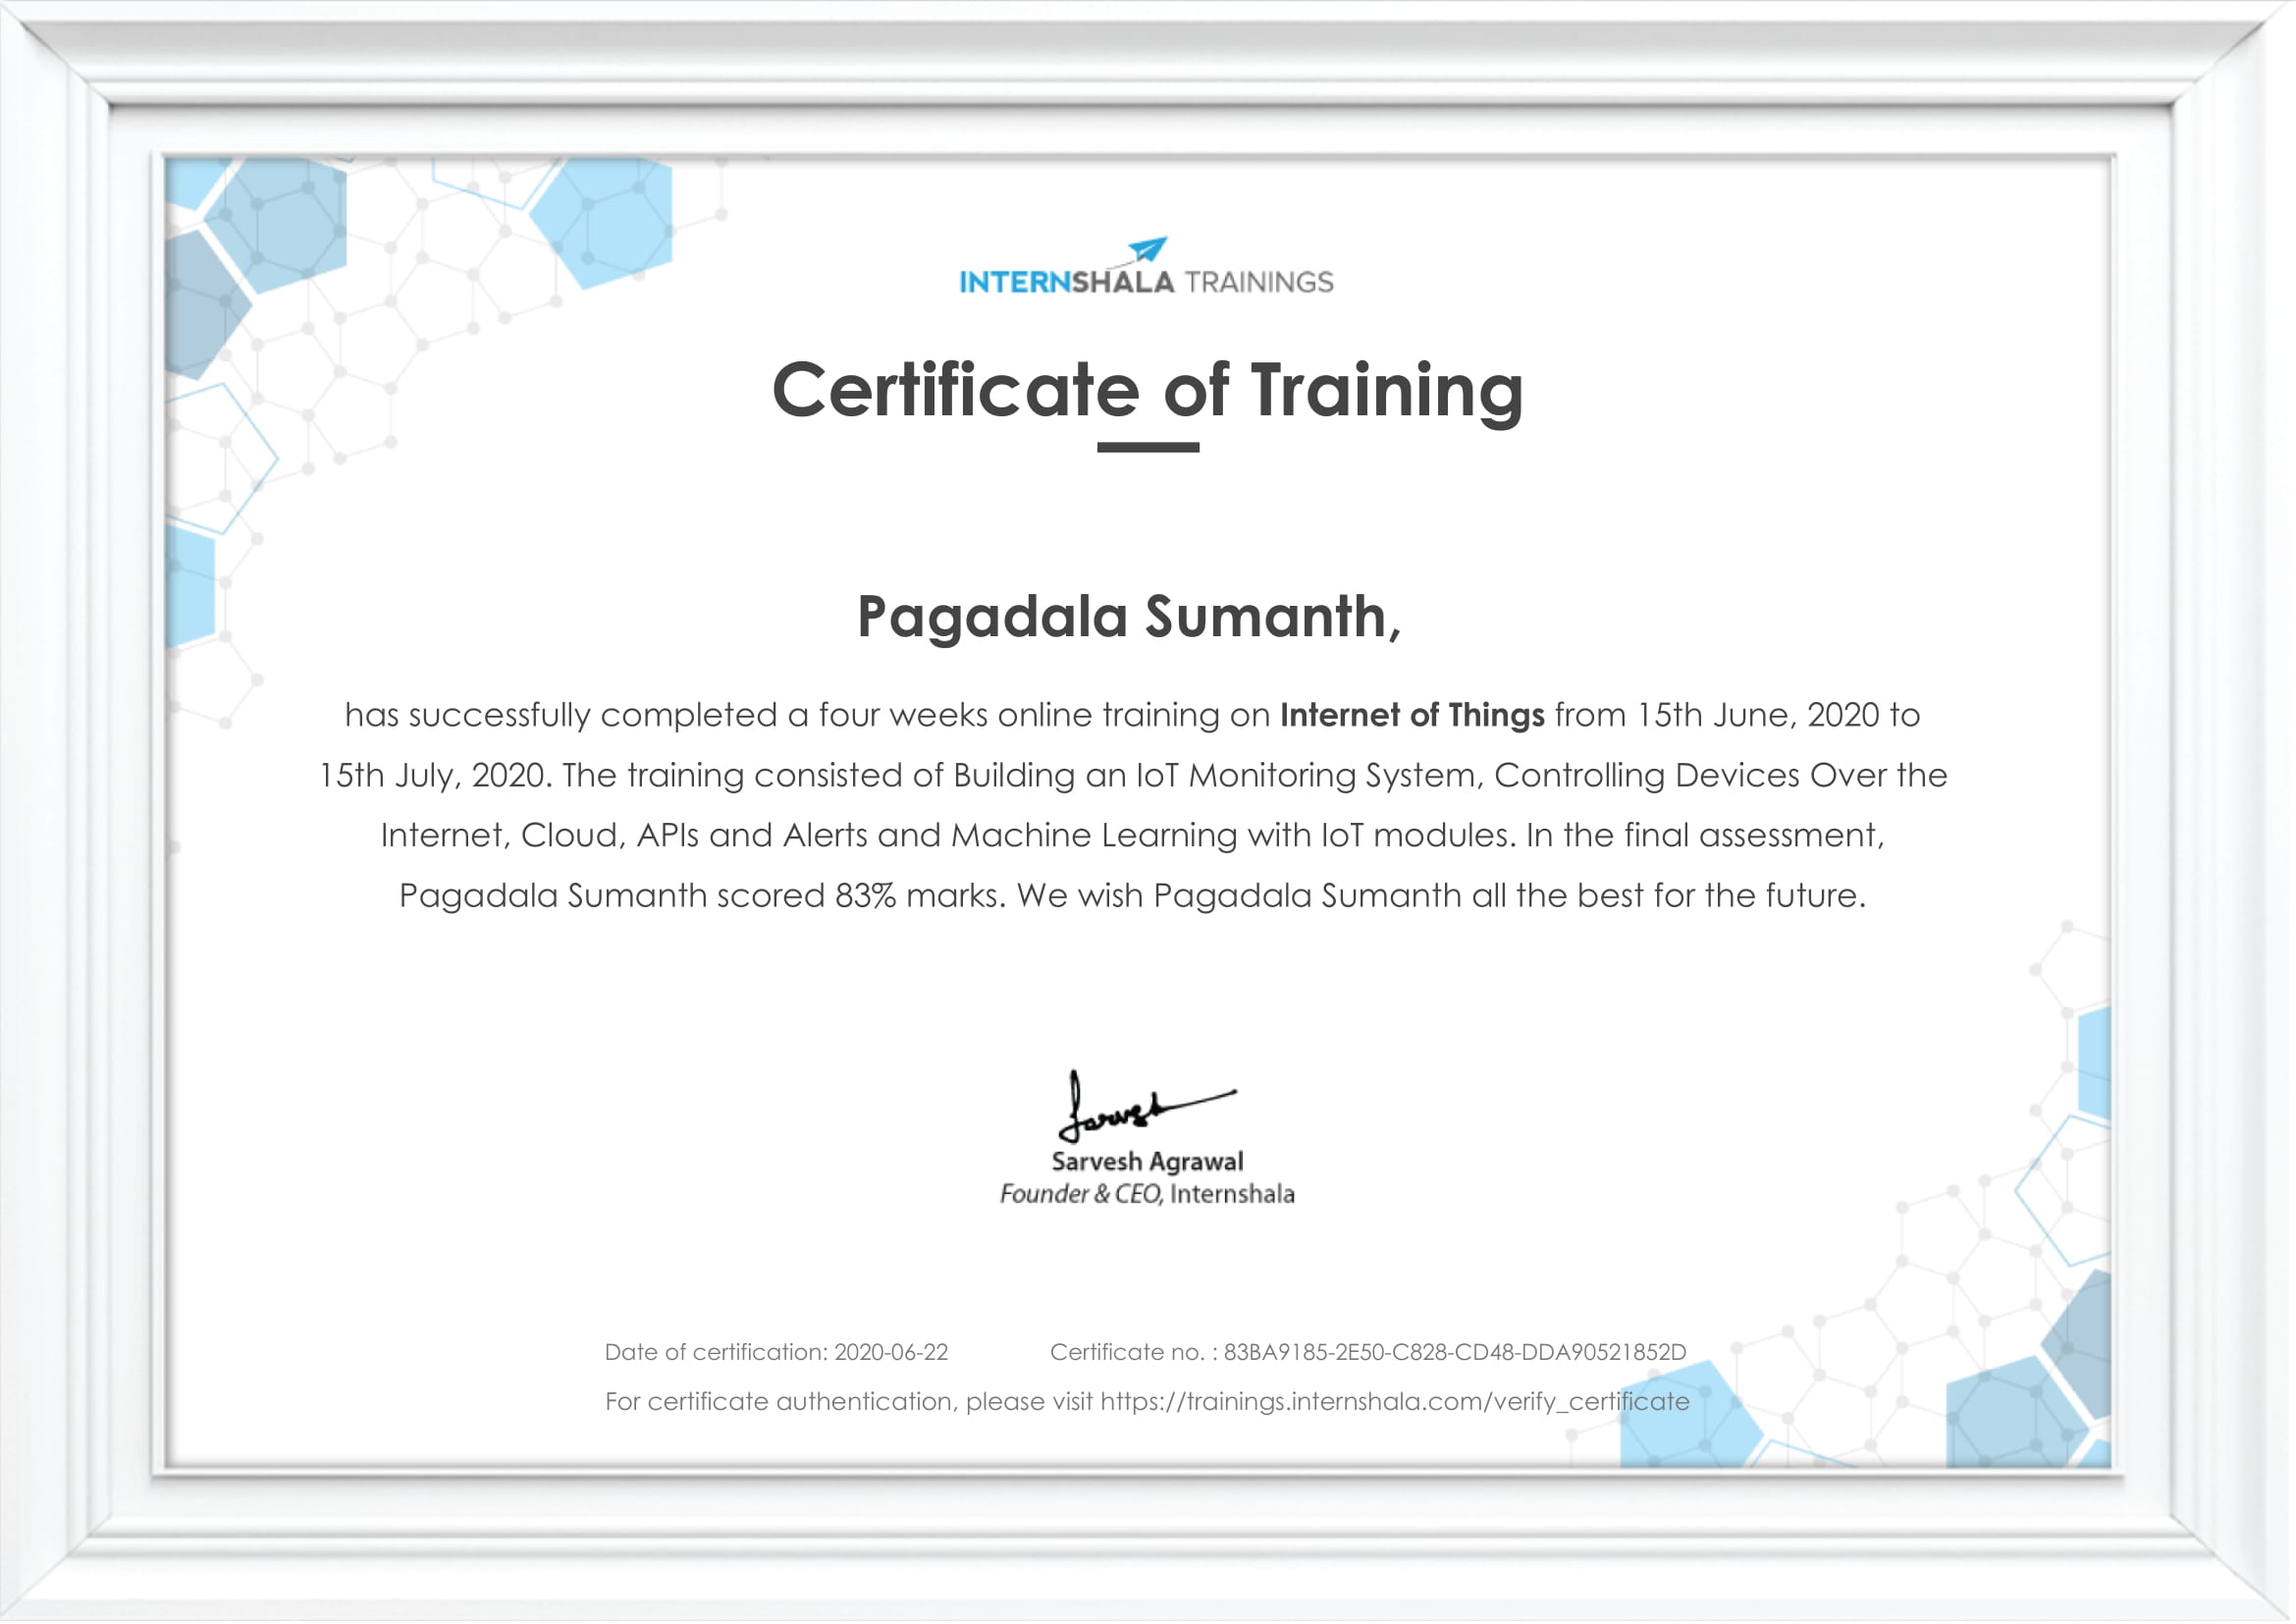 INTERNSHALA TRAININGS
Certificate of Training
Pagadala Sumanth,
has successfully completed a four weeks online training on Internet of Things from 15th June, 2020 to
15th July, 2020. The training consisted of Building an IoT Monitoring System, Controlling Devices Over the
Internet, Cloud, APIs and Alerts and Machine Learning with IoT modules. In the final assessment,
Pagadala Sumanth scored 83% marks. We wish Pagadala Sumanth all the best for the future.
Sarvesh
Sarvesh Agrawal
Founder & CEO, Internshala
Date of certification: 2020-06-22 Certificate no. : 83BA9185-2E50-C828-CD48-DDA90521852D
For certificate authentication, please visit https://trainings.internshala.com/verify_certificate